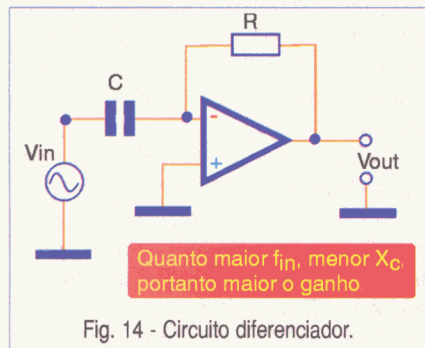 R
C
Vin
-
+
Vout
Quanto maior fin, menor Xc,
portanto maior o ganho
Fig. 14 - Circuito diferenciador.